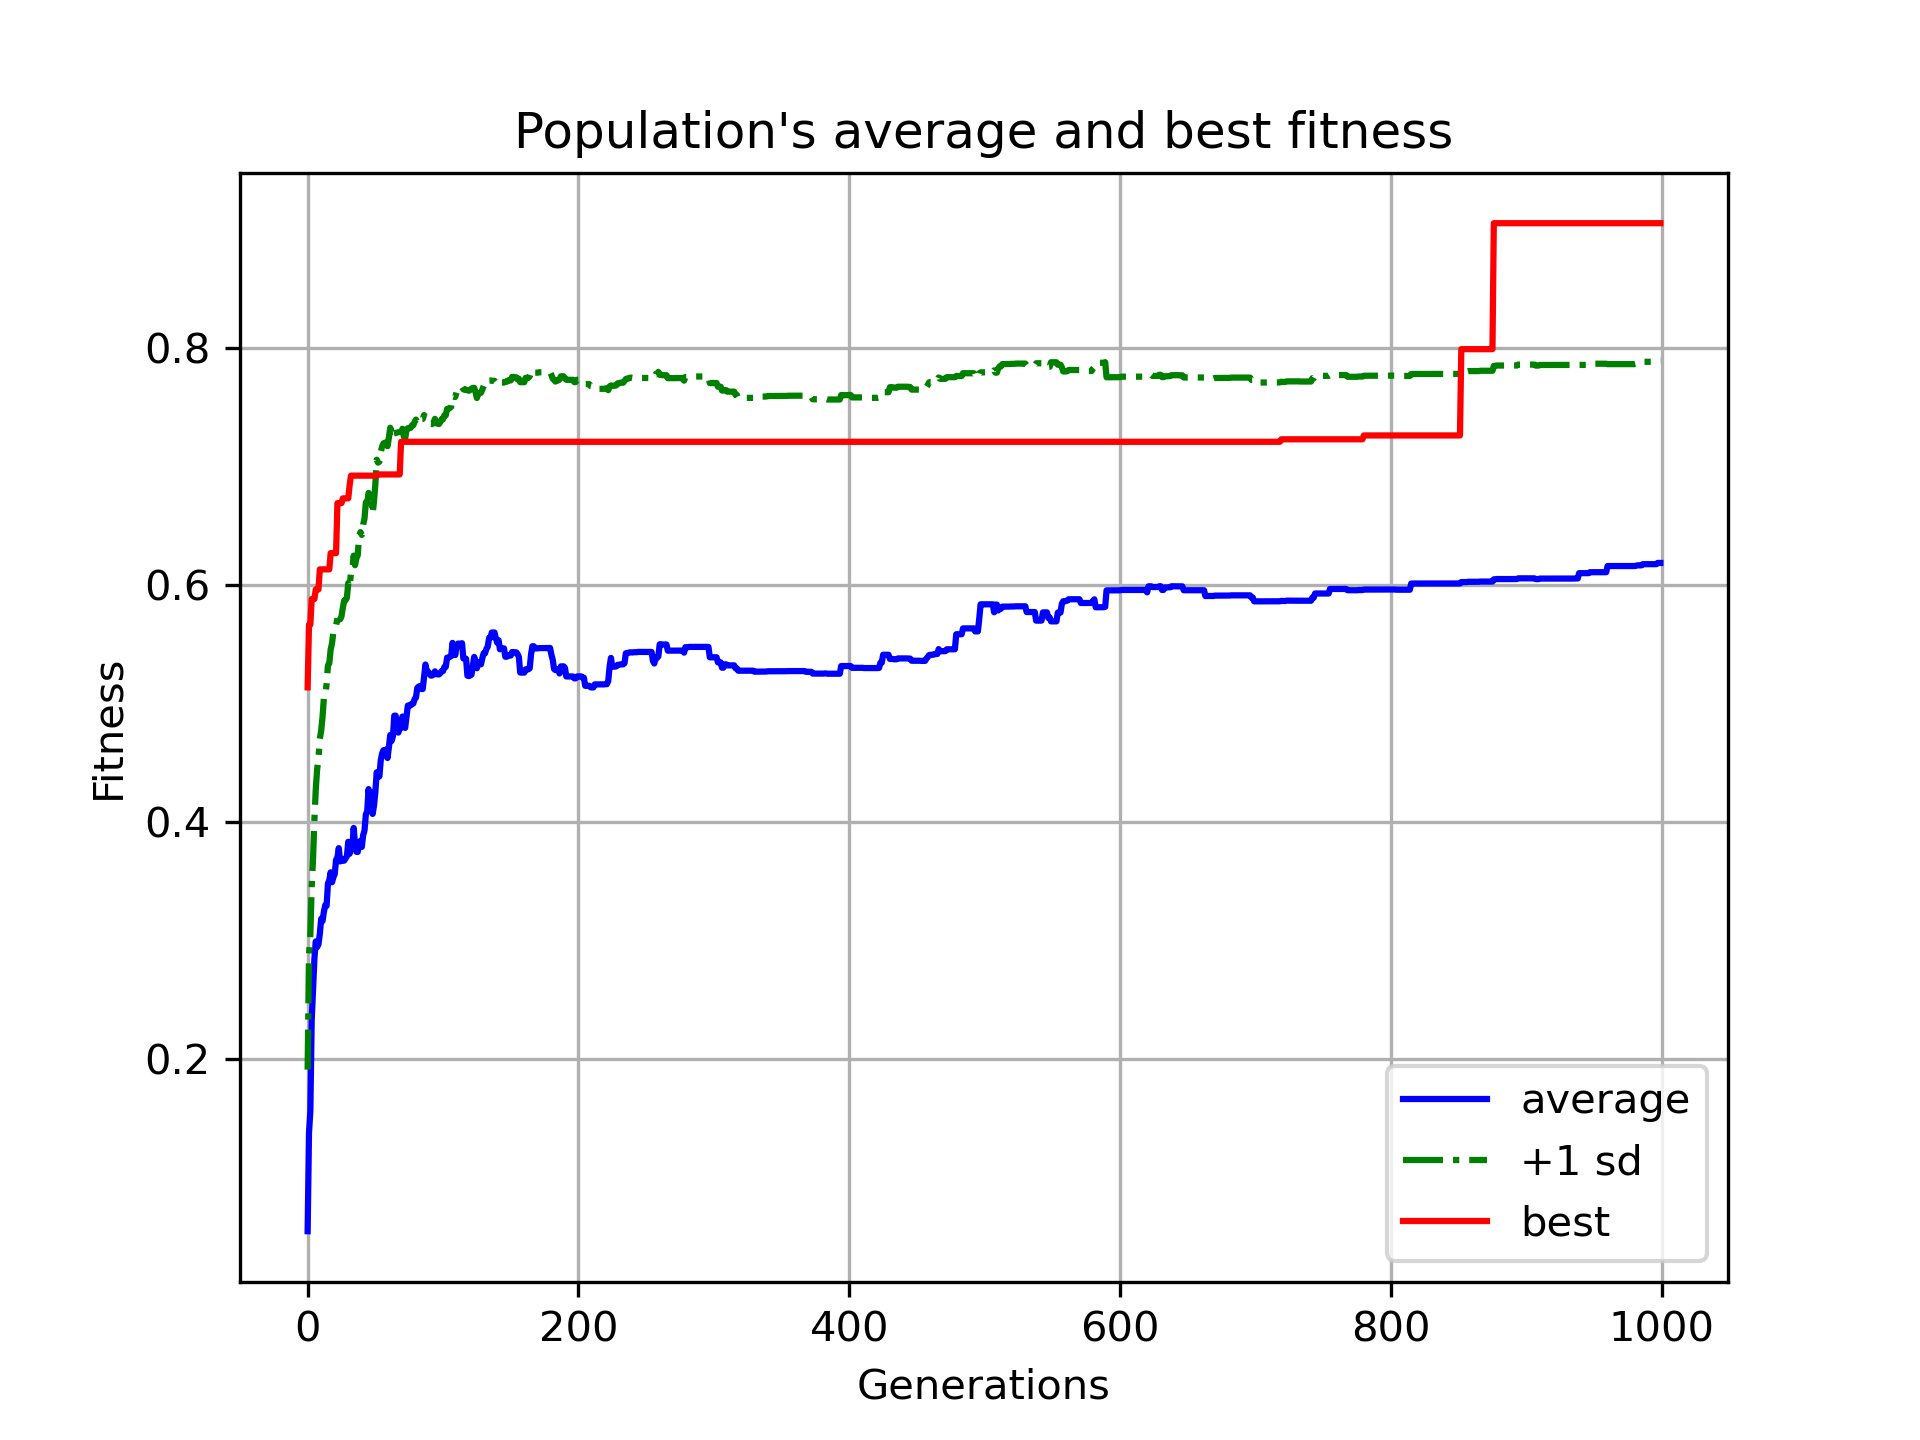 Population's average and best fitness
0.8
0.6
0.4
0.2
Fitness
0 200 400 600 800 1000
Generations
average
+1 sd
best